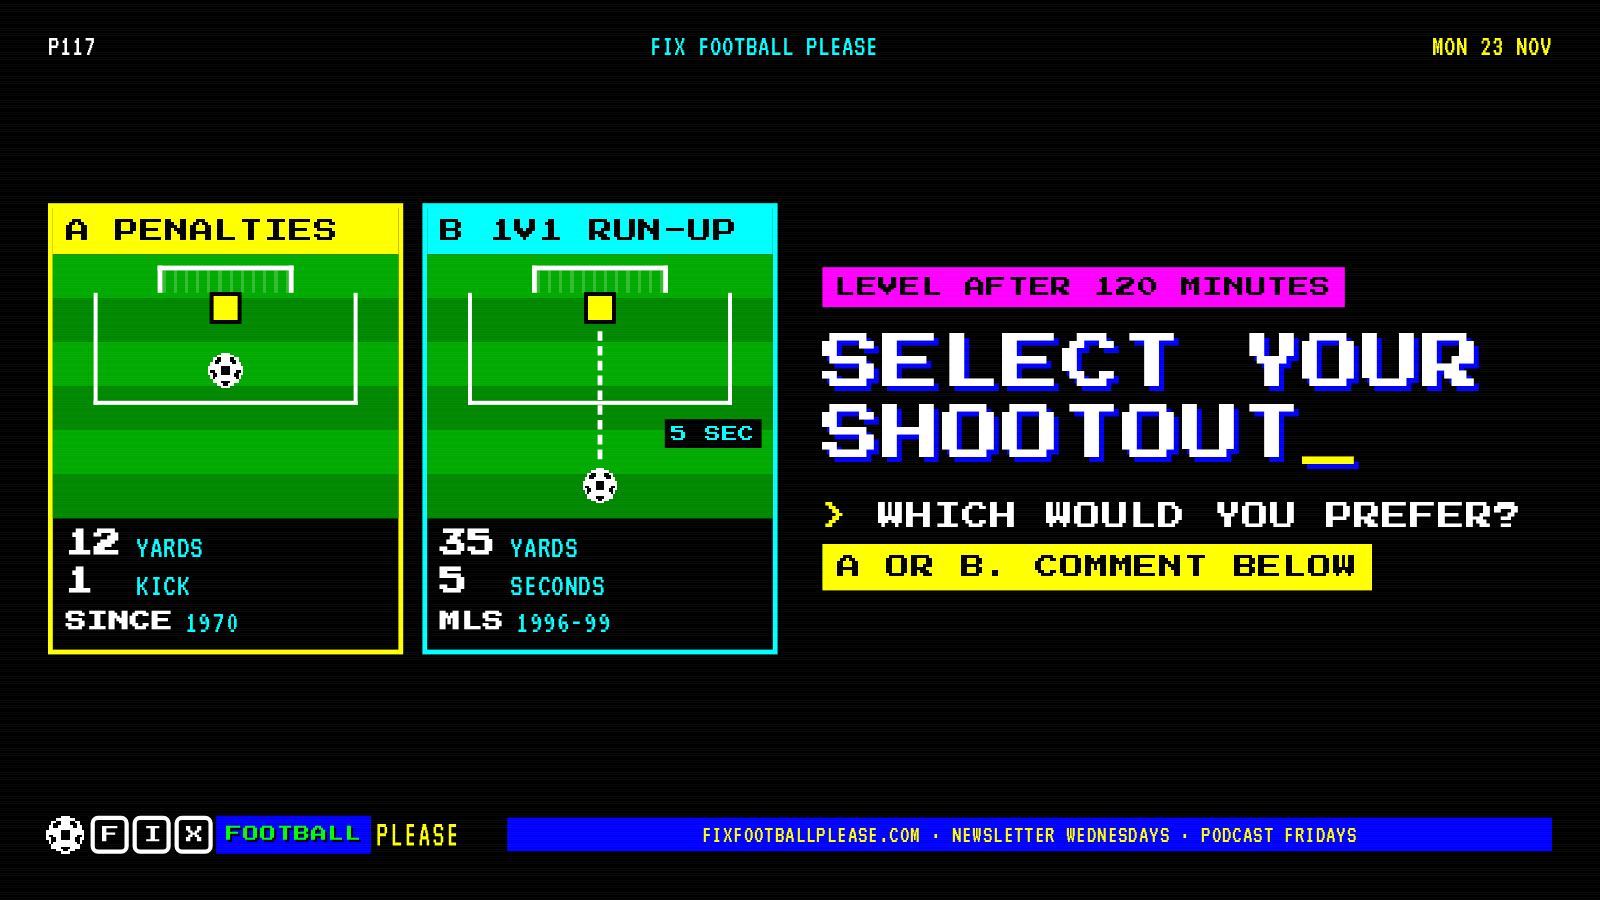 P117
FIX FOOTBALL PLEASE
MON 23 NOV
A PENALTIES
12 YARDS
1 KICK
SINCE 1970
B 1V1 RUN-UP
5 SEC
35 YARDS
5 SECONDS
MLS 1996-99
LEVEL AFTER 120 MINUTES
SELECT YOUR
SHOOTOUT_
> WHICH WOULD YOU PREFER?
A OR B. COMMENT BELOW
FIX FOOTBALL PLEASE
FIXFOOTBALLPLEASE.COM · NEWSLETTER WEDNESDAYS · PODCAST FRIDAYS